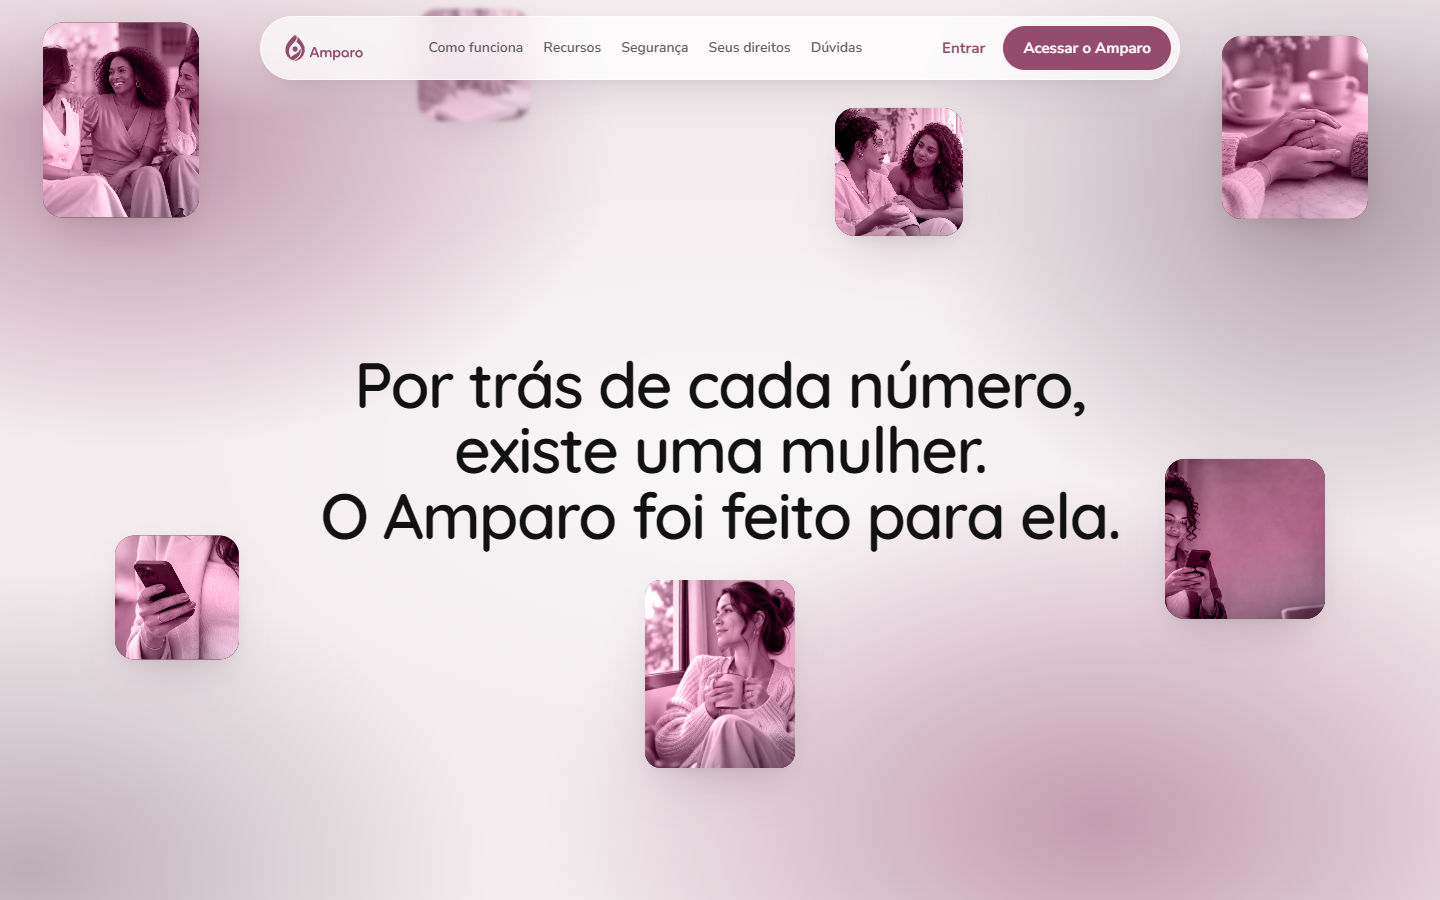 Amparo
Como funciona
Recursos
Segurança
Seus direitos
Dúvidas
Entrar
Acessar o Amparo
Por trás de cada número,
existe uma mulher.
O Amparo foi feito para ela.